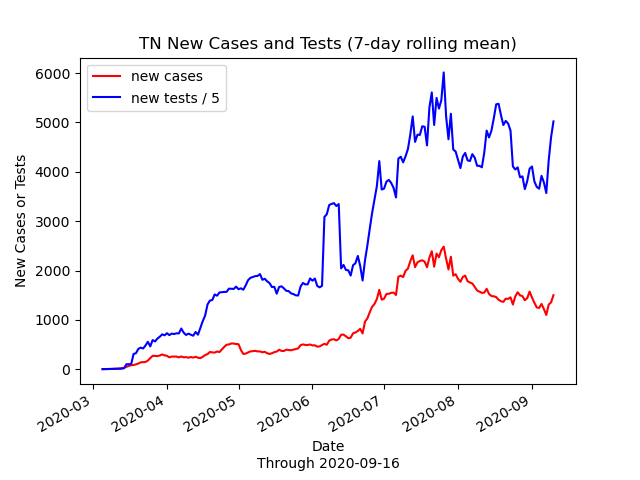 TN New Cases and Tests (7-day rolling mean)
new cases
new tests / 5
6000
5000
4000
3000
2000
1000
0
New Cases or Tests
2020-03
2020-04
2020-05
2020-06
2020-07
2020-08
2020-09
Date
Through 2020-09-16